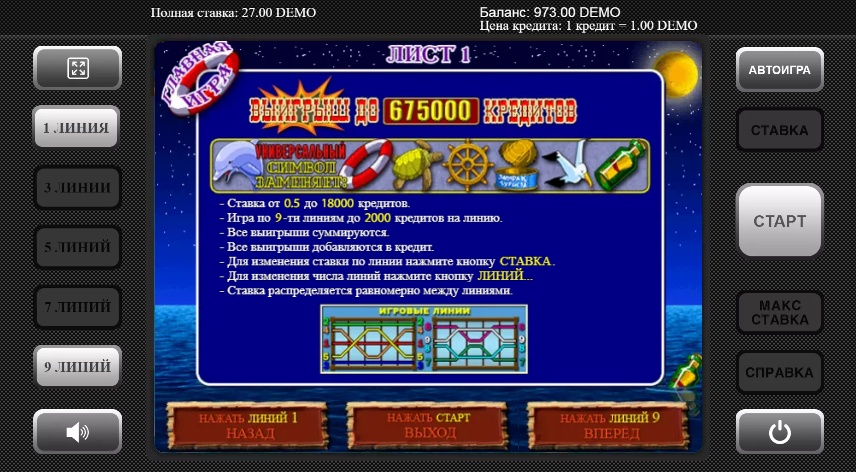 Полная ставка: 27.00 DEMO
Баланс: 973.00 DEMO
Цена кредита: 1 кредит = 1.00 DEMO
ЛИСТ 1
ГЛАВНАЯ
ИГРА
ВЫИГРЫШ ДО 675000 КРЕДИТОВ
УНИВЕРСАЛЬНЫЙ
СИМВОЛ
ЗАМЕНЯЕТ:
ЗАВТРАК
ТУРИСТА
- Ставка от 0.5 до 18000 кредитов.
- Игра по 9-ти линиям до 2000 кредитов на линию.
- Все выигрыши суммируются.
- Все выигрыши добавляются в кредит.
- Для изменения ставки по линии нажмите кнопку СТАВКА.
- Для изменения числа линий нажмите кнопку ЛИНИЙ...
- Ставка распределяется равномерно между линиями.
ИГРОВЫЕ ЛИНИИ
НАЖАТЬ ЛИНИЙ 1
НАЗАД
НАЖАТЬ СТАРТ
ВЫХОД
НАЖАТЬ ЛИНИЙ 9
ВПЕРЁД
1 ЛИНИЯ
3 ЛИНИИ
5 ЛИНИЙ
7 ЛИНИЙ
9 ЛИНИЙ
АВТОИГРА
СТАВКА
СТАРТ
МАКС
СТАВКА
СПРАВКА